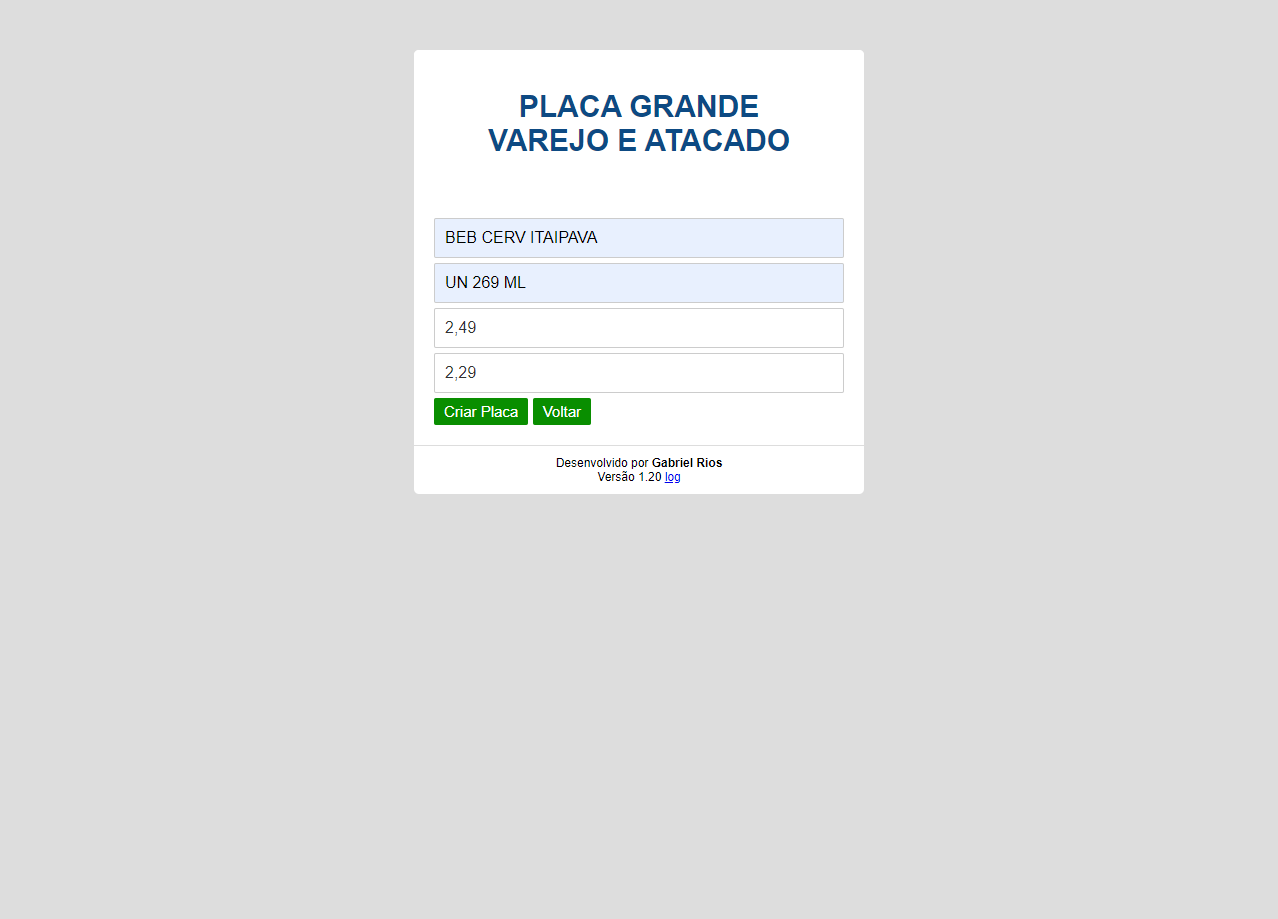 PLACA GRANDE
VAREJO E ATACADO
BEB CERV ITAIPAVA
UN 269 ML
2,49
2,29
Criar Placa Voltar
Desenvolvido por Gabriel Rios
Versão 1.20 log